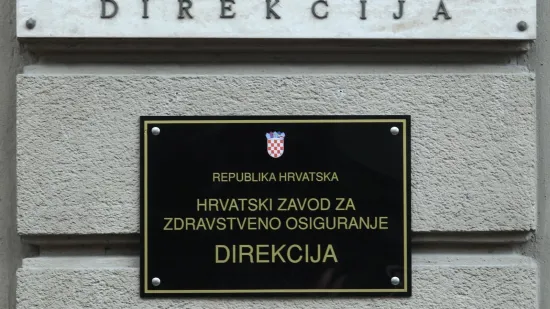 DIREKCIJA
REPUBLIKA HRVATSKA
HRVATSKI ZAVOD ZA
ZDRAVSTVENO OSIGURANJE
DIREKCIJA